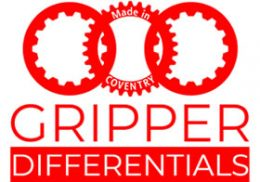 Made in
COVENTRY
GRIPPER
DIFFERENTIALS